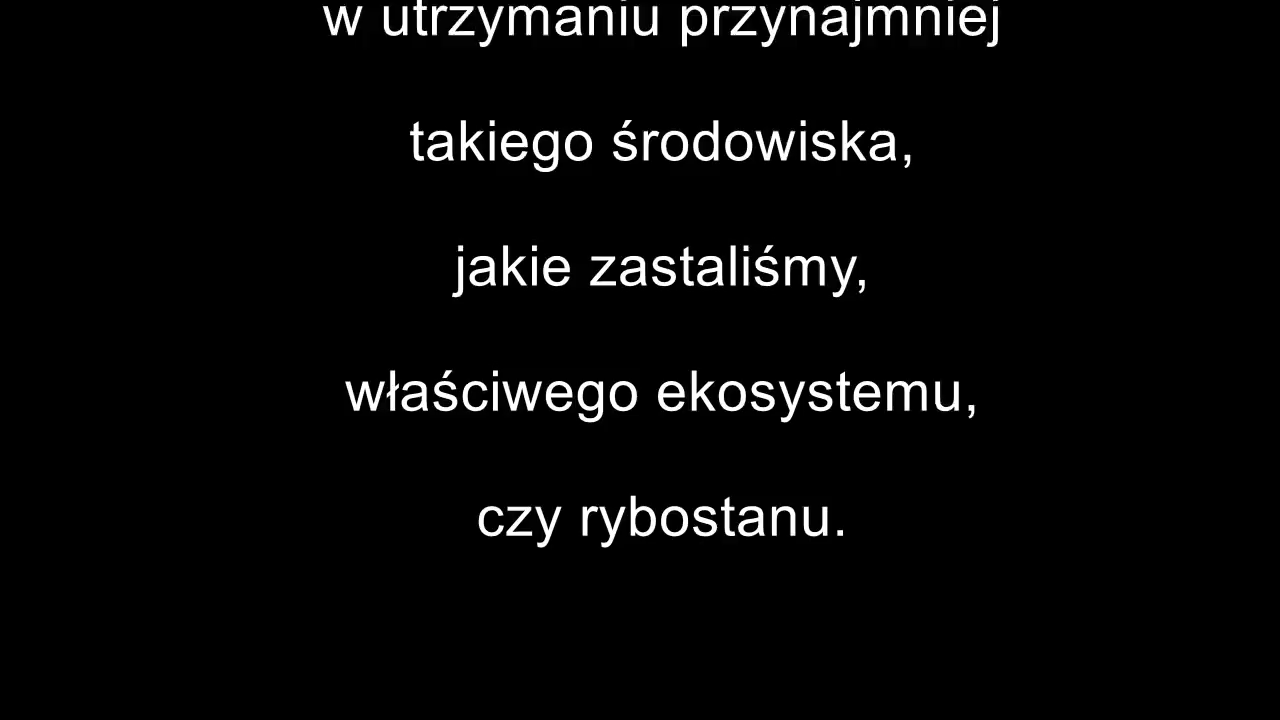 w utrzymaniu przynajmniej
takiego środowiska,
jakie zastaliśmy,
właściwego ekosystemu,
czy rybostanu.